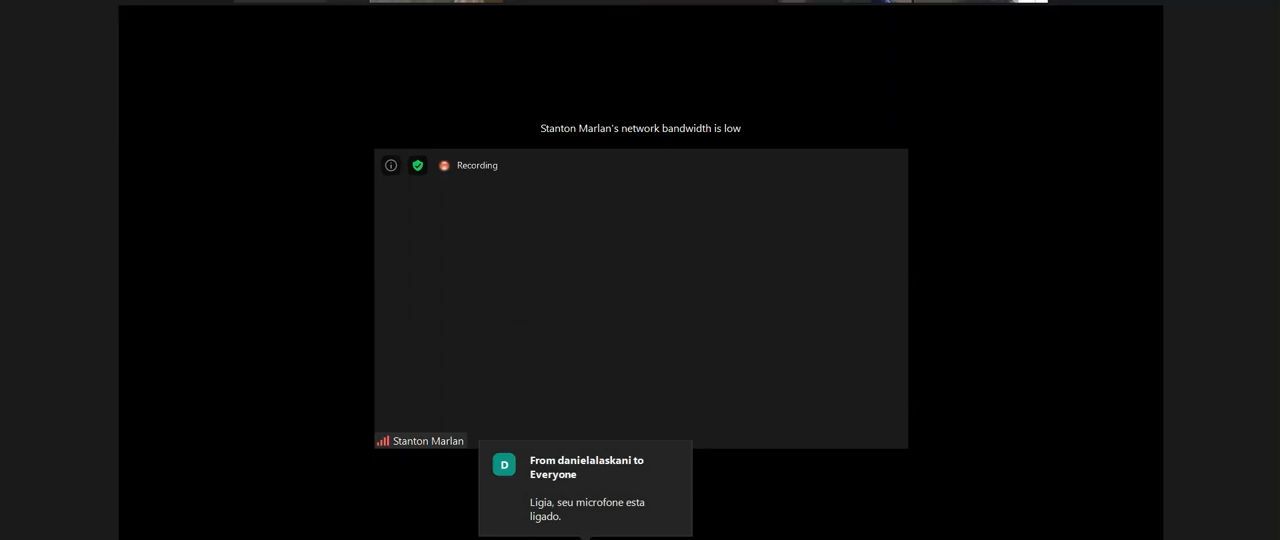 Stanton Marlan's network bandwidth is low
Recording
Stanton Marlan
D
From danielalaskani to
Everyone
Ligia, seu microfone esta
ligado.